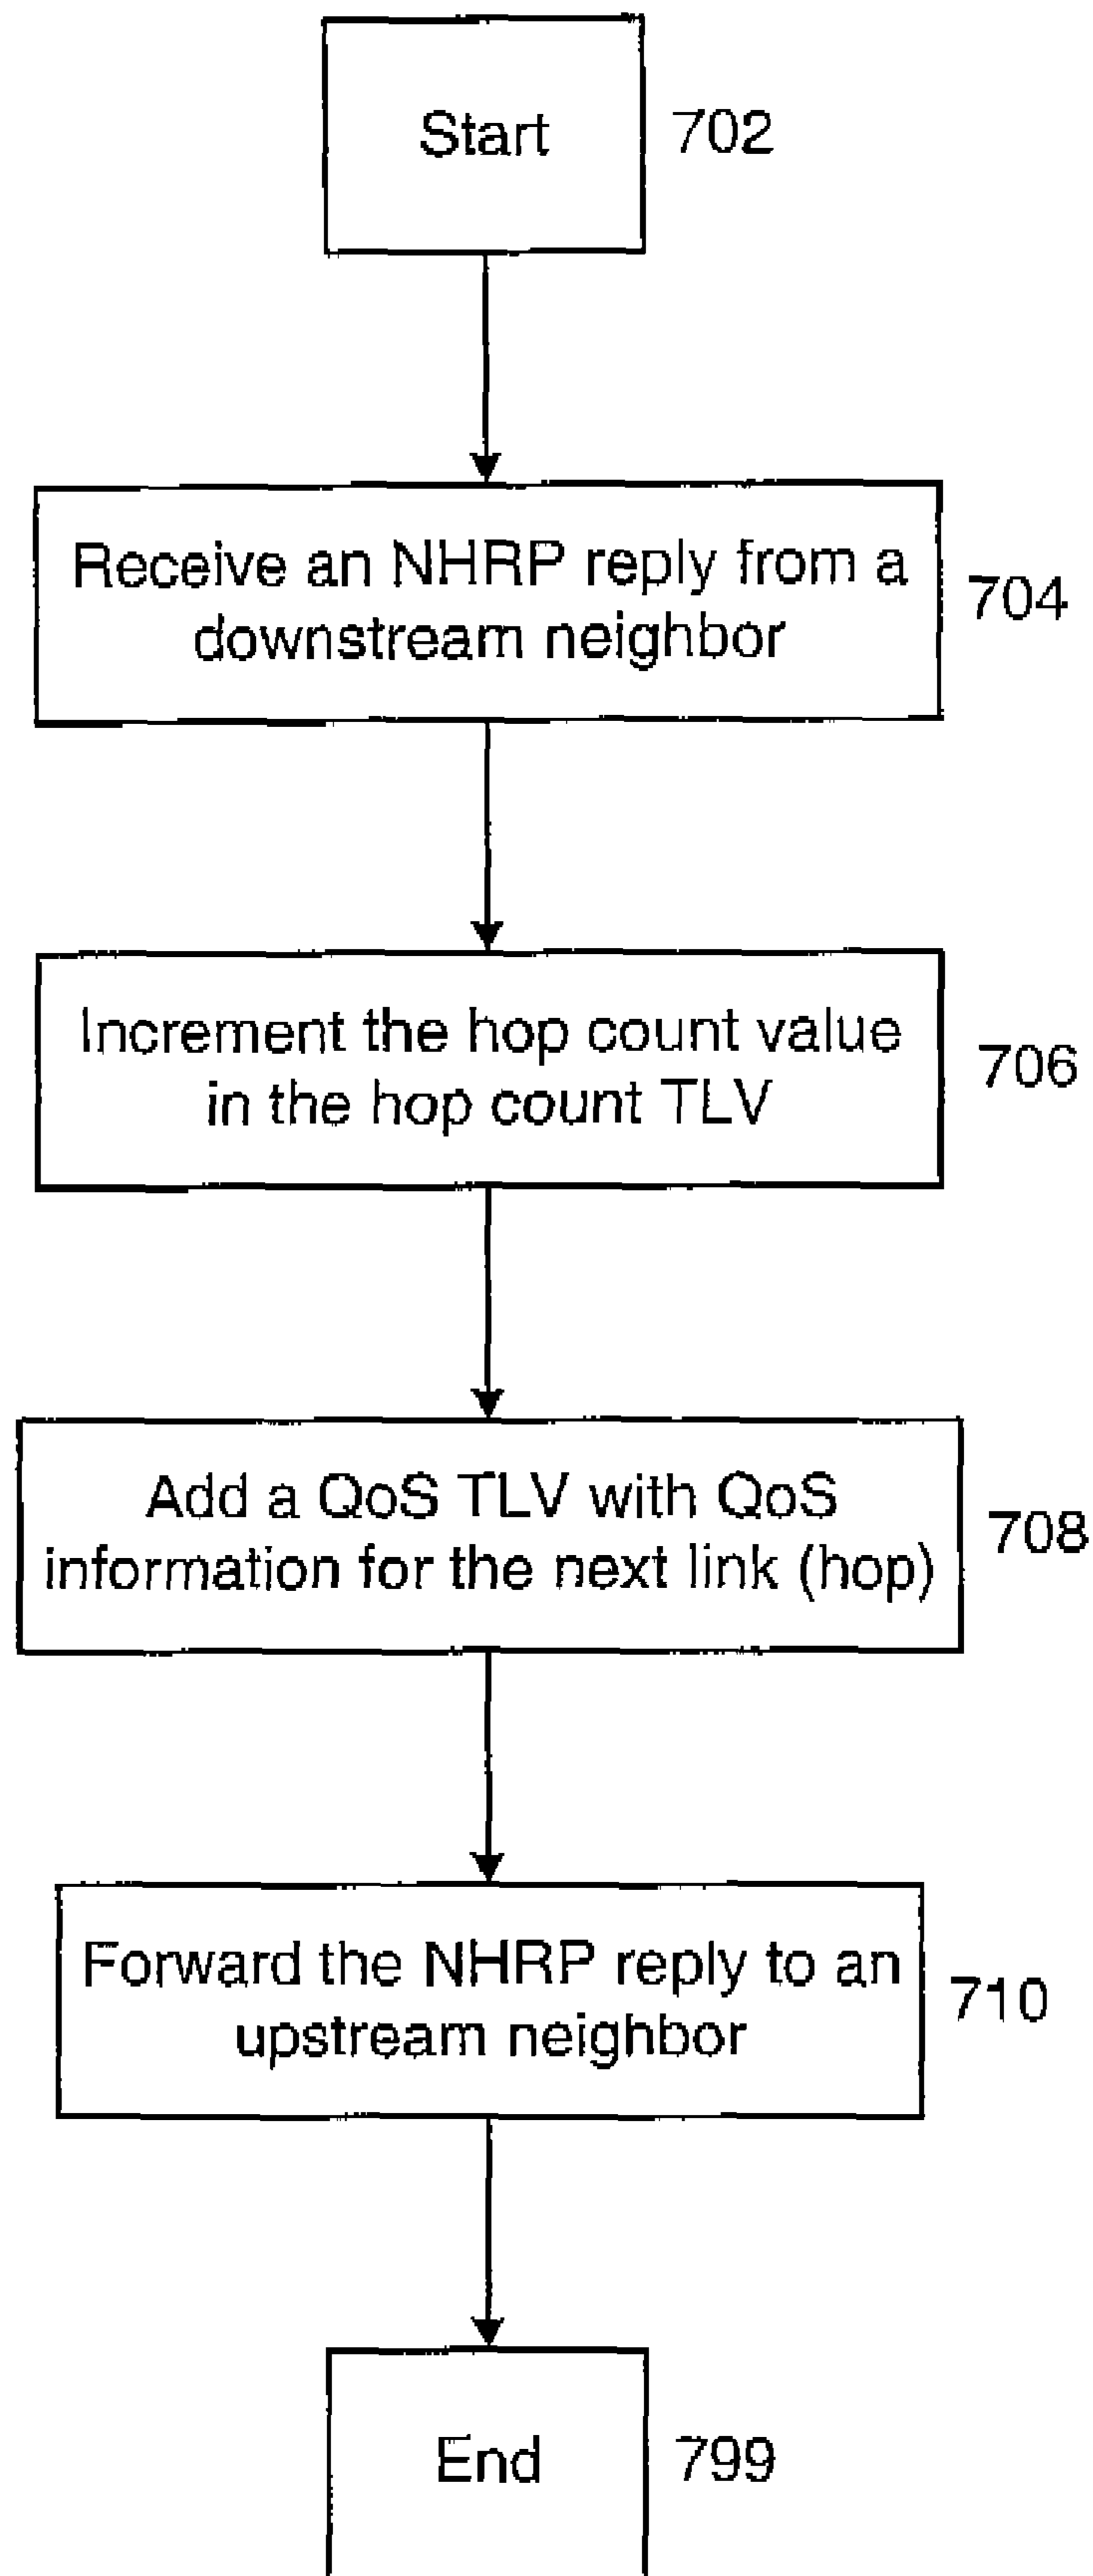 Start
702
Receive an NHRP reply from a
downstream neighbor
704
Increment the hop count value
in the hop count TLV
706
Add a QoS TLV with QoS
information for the next link (hop)
708
Forward the NHRP reply to an
upstream neighbor
710
End
799